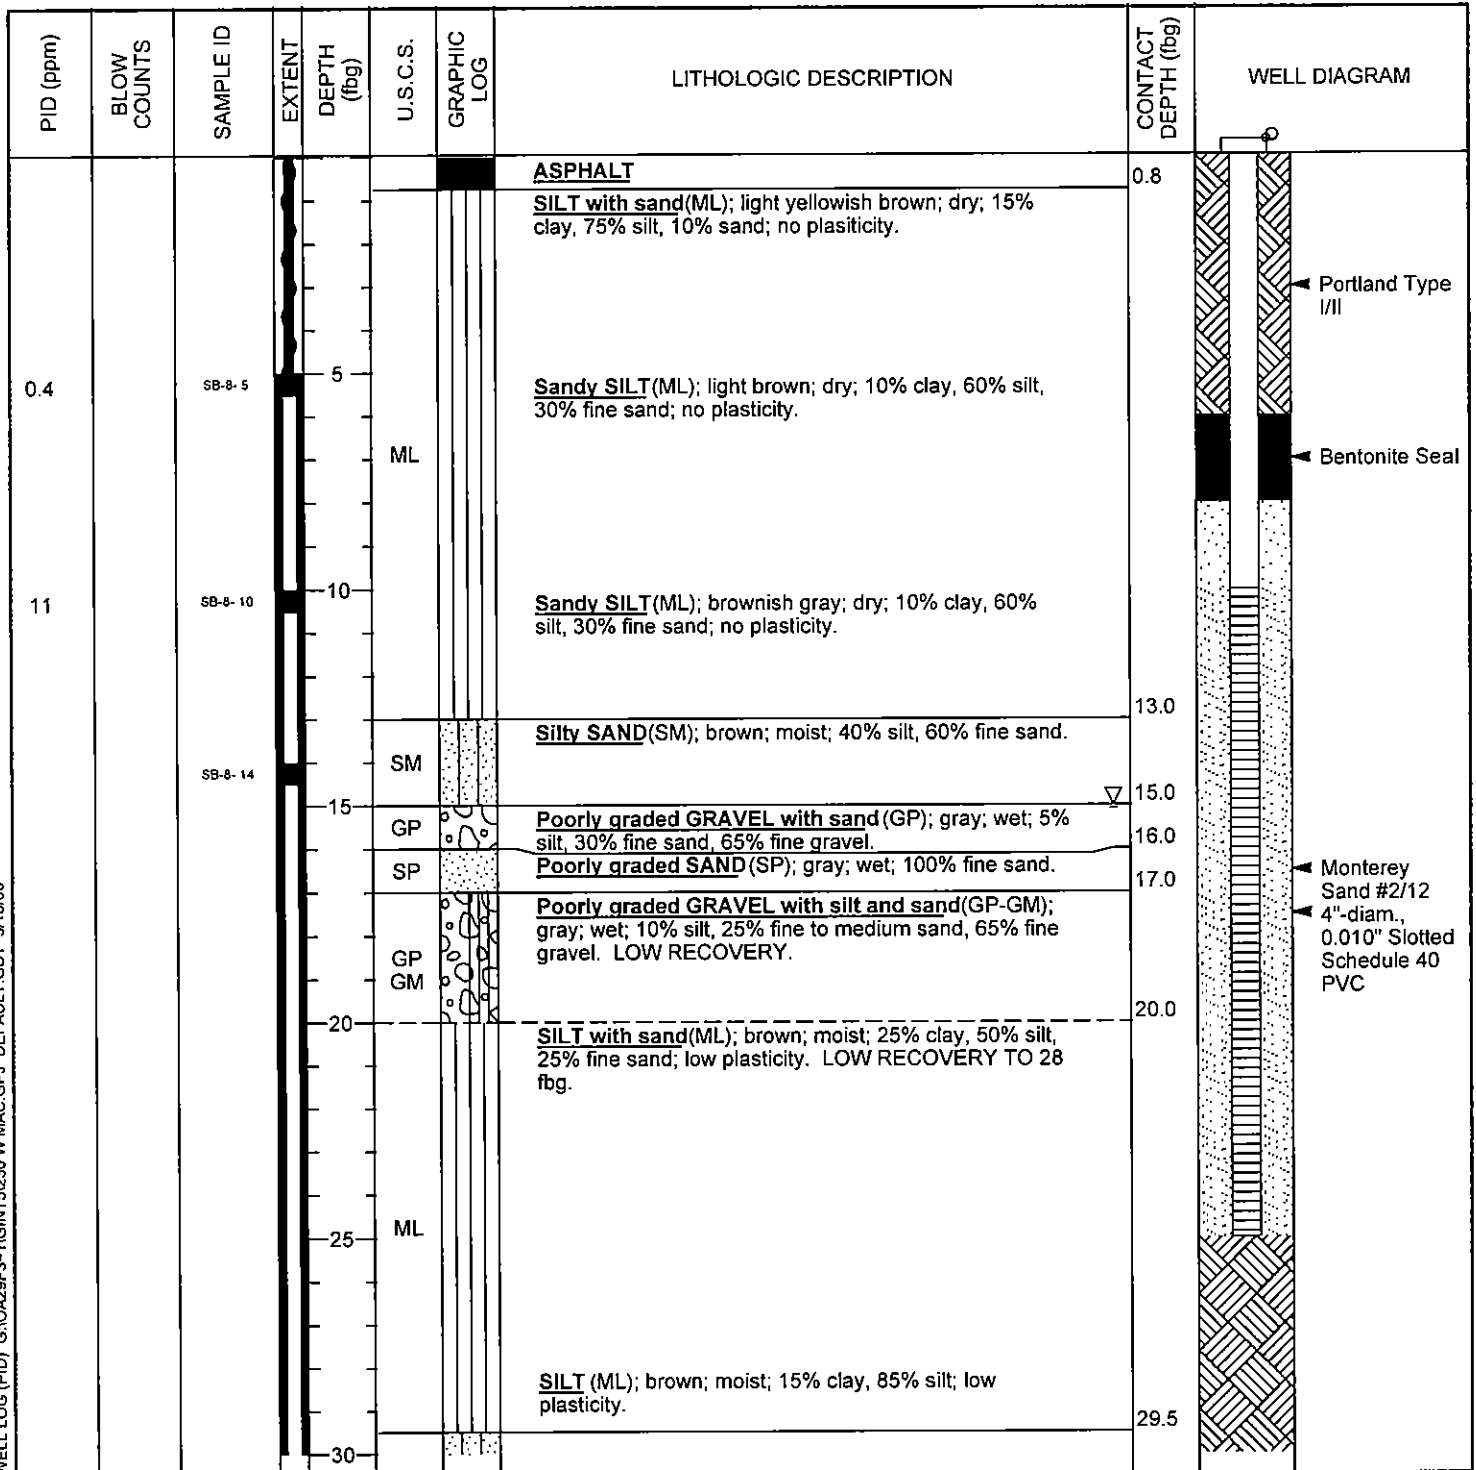 PID (ppm)
BLOW
COUNTS
SAMPLE ID
EXTENT
DEPTH
(fbg)
U.S.C.S.
GRAPHIC
LOG
LITHOLOGIC DESCRIPTION
CONTACT
DEPTH (fbg)
WELL DIAGRAM
ASPHALT
0.8
SILT with sand(ML); light yellowish brown; dry; 15%
clay, 75% silt, 10% sand; no plasiticity.
Portland Type
I/II
0.4
SB-8- 5
5
Sandy SILT(ML); light brown; dry; 10% clay, 60% silt,
30% fine sand; no plasticity.
ML
Bentonite Seal
11
SB-8- 10
10
Sandy SILT(ML); brownish gray; dry; 10% clay, 60%
silt, 30% fine sand; no plasticity.
13.0
Silty SAND(SM); brown; moist; 40% silt, 60% fine sand.
SM
SB-8- 14
15
15.0
GP
Poorly graded GRAVEL with sand (GP); gray; wet; 5%
silt, 30% fine sand, 65% fine gravel.
16.0
SP
Poorly graded SAND (SP); gray; wet; 100% fine sand.
17.0
Poorly graded GRAVEL with silt and sand(GP-GM);
gray; wet; 10% silt, 25% fine to medium sand, 65% fine
gravel. LOW RECOVERY.
GP
GM
Monterey
Sand #2/12
4"-diam.,
0.010" Slotted
Schedule 40
PVC
20.0
20
SILT with sand(ML); brown; moist; 25% clay, 50% silt,
25% fine sand; low plasticity. LOW RECOVERY TO 28
fbg.
ML
25
SILT (ML); brown; moist; 15% clay, 85% silt; low
plasticity.
29.5
30
WELL LOG (PID)